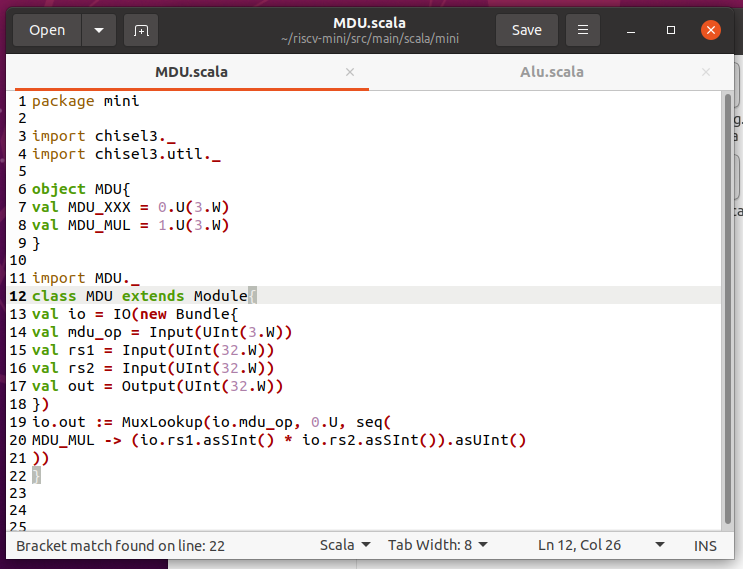 Open
MDU.scala
~/riscv-mini/src/main/scala/mini
Save
MDU.scala
Alu.scala
1 package mini
2
3 import chisel3._
4 import chisel3.util._
5
6 object MDU{
7 val MDU_XXX = 0.U(3.W)
8 val MDU_MUL = 1.U(3.W)
9 }
10
11 import MDU._
12 class MDU extends Module{
13 val io = IO(new Bundle{
14 val mdu_op = Input(UInt(3.W))
15 val rs1 = Input(UInt(32.W))
16 val rs2 = Input(UInt(32.W))
17 val out = Output(UInt(32.W))
18 })
19 io.out := MuxLookup(io.mdu_op, 0.U, seq(
20 MDU_MUL -> (io.rs1.asSInt() * io.rs2.asSInt()).asUInt()
21 ))
22 }
23
24
25
Bracket match found on line: 22 Scala Tab Width: 8 Ln 12, Col 26 INS